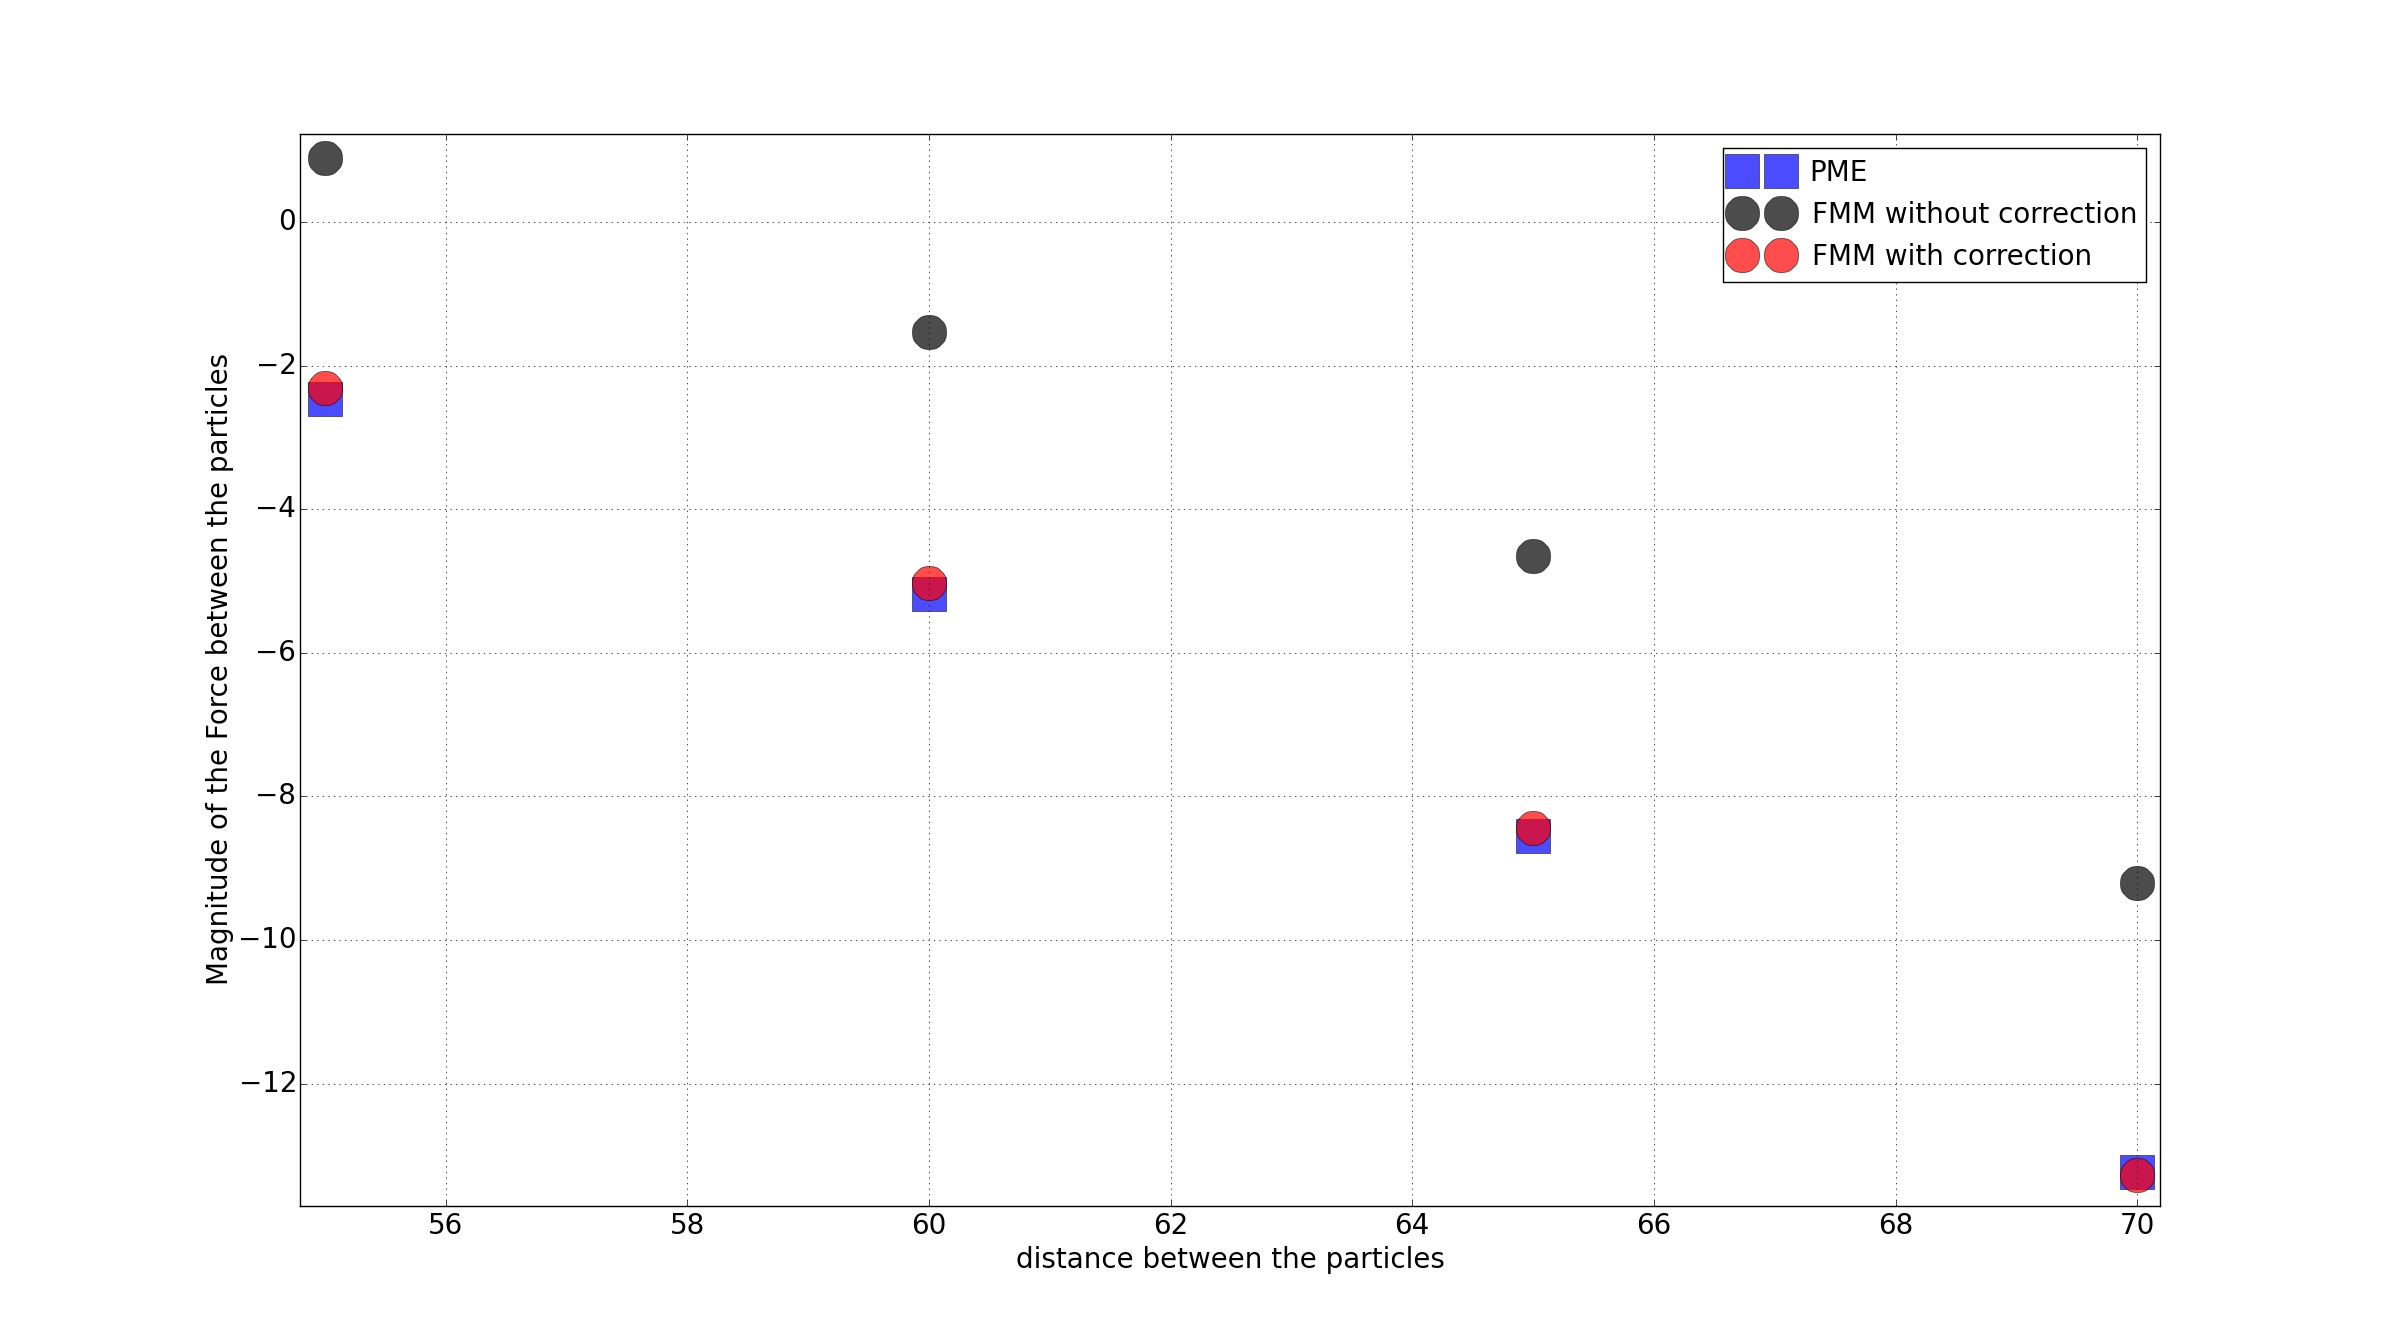 PME
FMM without correction
FMM with correction
Magnitude of the Force between the particles
0
−2
−4
−6
−8
−10
−12
56 58 60 62 64 66 68 70
distance between the particles